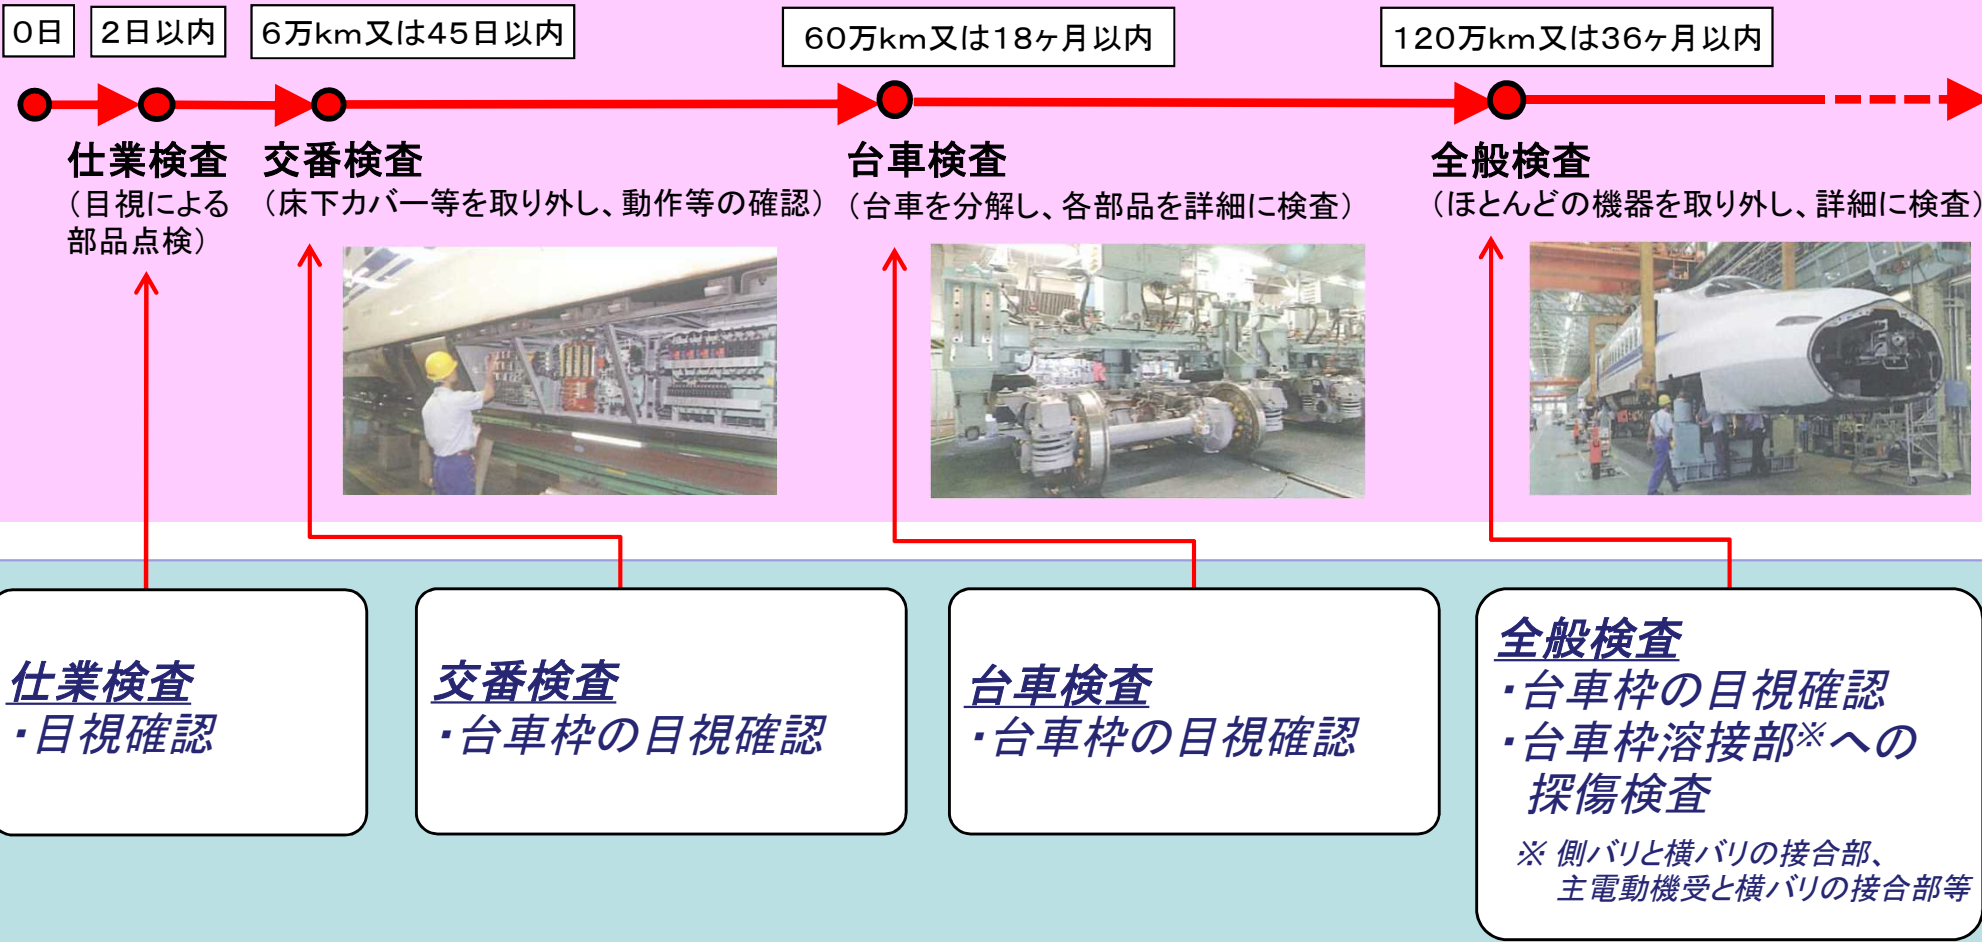 0日
2日以内
6万km又は45日以内
60万km又は18ヶ月以内
120万km又は36ヶ月以内
仕業検査
（目視による
部品点検）
交番検査
（床下カバー等を取り外し、動作等の確認）
台車検査
（台車を分解し、各部品を詳細に検査）
全般検査
（ほとんどの機器を取り外し、詳細に検査）
仕業検査
・目視確認
交番検査
・台車枠の目視確認
台車検査
・台車枠の目視確認
全般検査
・台車枠の目視確認
・台車枠溶接部※への
探傷検査
※ 側バリと横バリの接合部、
主電動機受と横バリの接合部等